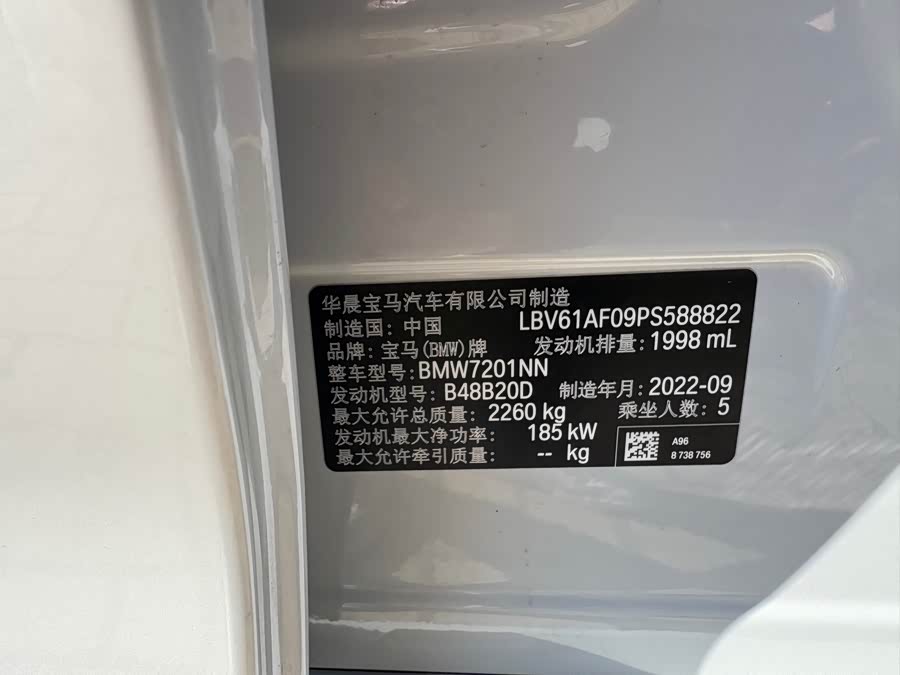 华晨宝马汽车有限公司制造
制造国: 中国 LBV61AF09PS588822
品牌: 宝马(BMW)牌 发动机排量: 1998 mL
整车型号: BMW7201NN
发动机型号: B48B20D 制造年月: 2022-09
最大允许总质量: 2260 kg 乘坐人数: 5
发动机最大净功率: 185 kW
最大允许牵引质量: -- kg
A96
8 738 756